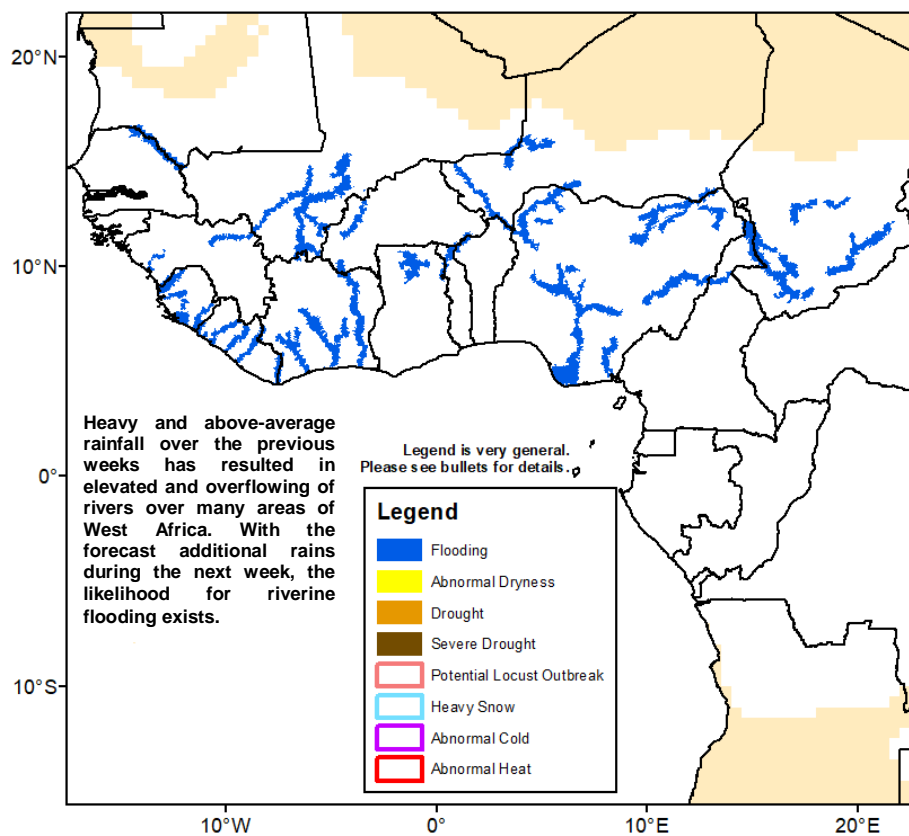 20°N
10°N
Heavy and above-average
rainfall over the previous
weeks has resulted in
elevated and overflowing of
rivers over many areas of
West Africa. With the
forecast additional rains
during the next week, the
likelihood for riverine
flooding exists.
Legend is very general.
Please see bullets for details.
0°
Legend
Flooding
Abnormal Dryness
Drought
Severe Drought
Potential Locust Outbreak
Heavy Snow
Abnormal Cold
Abnormal Heat
10°S
10°W
0°
10°E
20°E